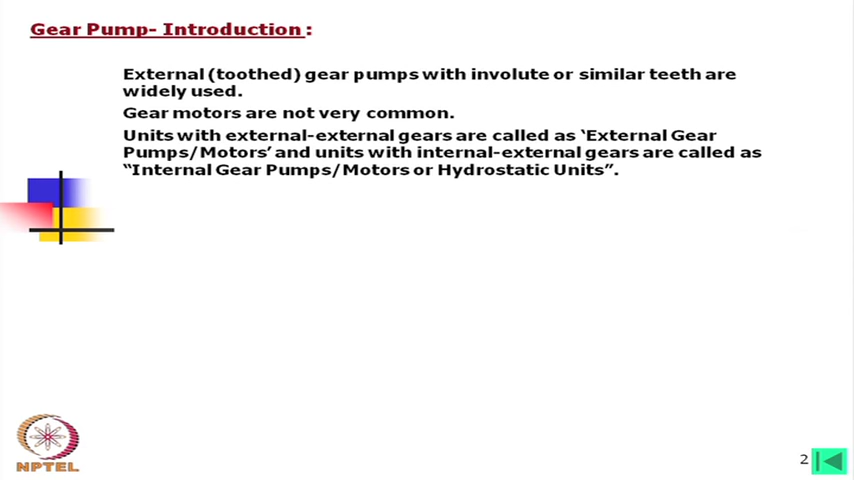 Gear Pump- Introduction :
External (toothed) gear pumps with involute or similar teeth are
widely used.
Gear motors are not very common.
Units with external-external gears are called as ‘External Gear
Pumps/Motors’ and units with internal-external gears are called as
“Internal Gear Pumps/Motors or Hydrostatic Units”.
NPTEL
2